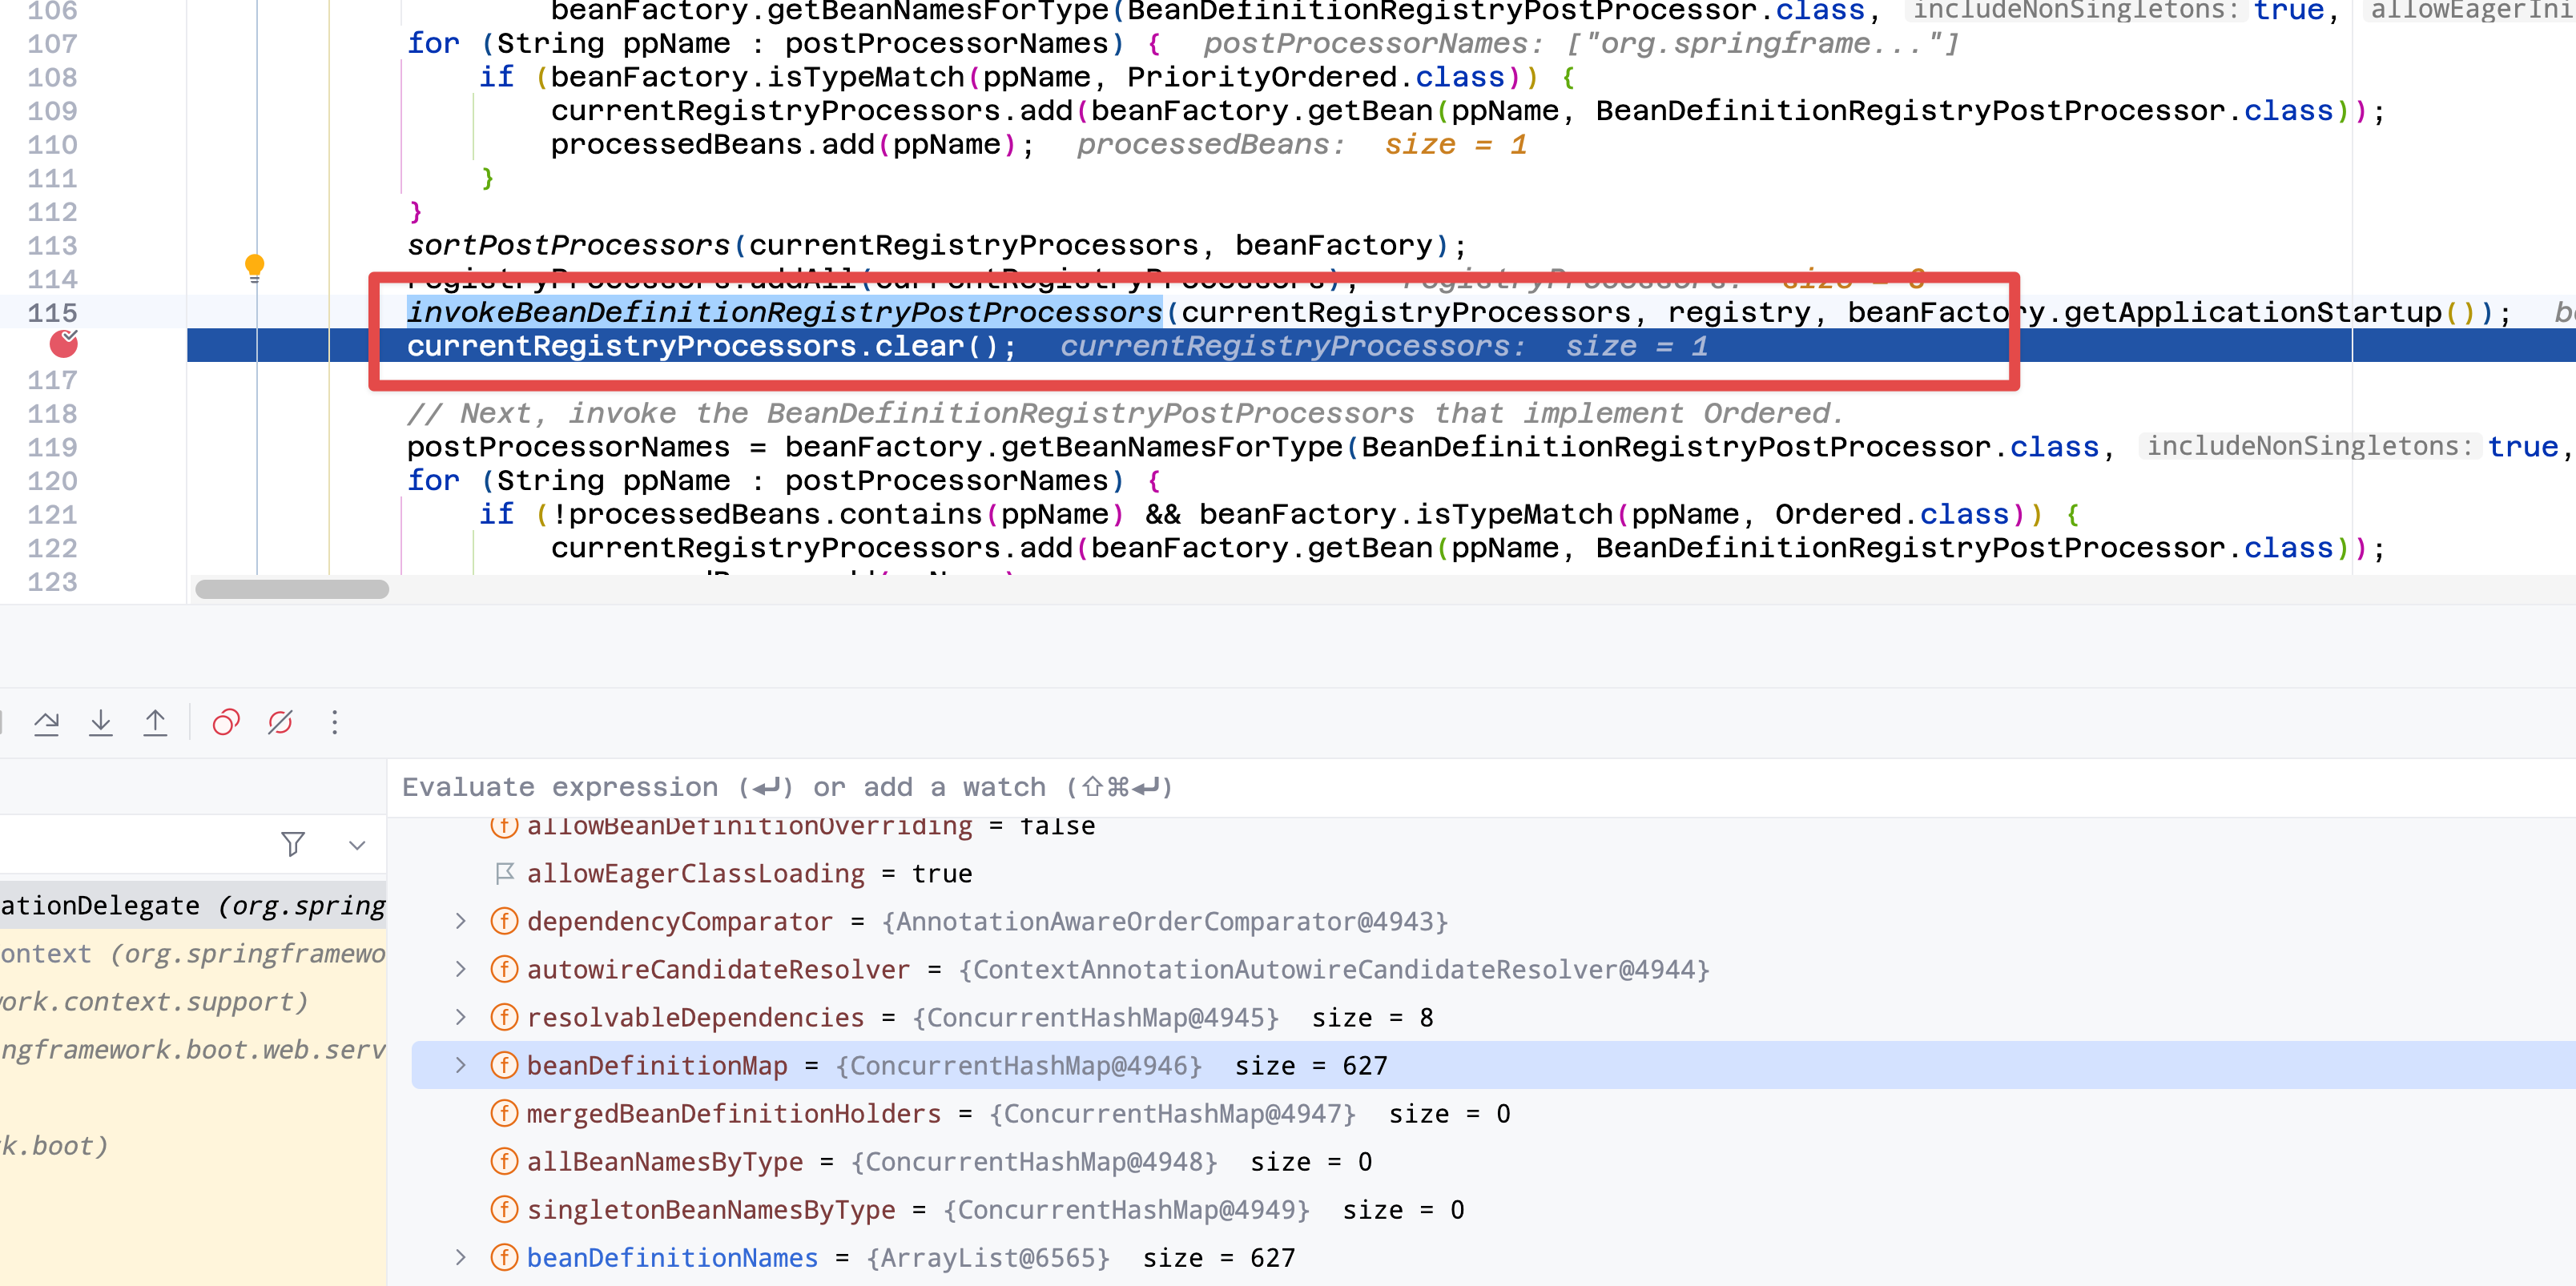 106 beanFactory.getBeanNamesForType(BeanDefinitionRegistryPostProcessor.class, includeNonSingletons: true, allowEagerIni
107 for (String ppName : postProcessorNames) { postProcessorNames: ["org.springframe..."]
108 if (beanFactory.isTypeMatch(ppName, PriorityOrdered.class)) {
109 currentRegistryProcessors.add(beanFactory.getBean(ppName, BeanDefinitionRegistryPostProcessor.class));
110 processedBeans.add(ppName); processedBeans: size = 1
111 }
112 }
113 sortPostProcessors(currentRegistryProcessors, beanFactory);
114 registryProcessors.addAll(currentRegistryProcessors); registryProcessors: size =
115 invokeBeanDefinitionRegistryPostProcessors(currentRegistryProcessors, registry, beanFactory.getApplicationStartup()); be
currentRegistryProcessors.clear(); currentRegistryProcessors: size = 1
117
118 // Next, invoke the BeanDefinitionRegistryPostProcessors that implement Ordered.
119 postProcessorNames = beanFactory.getBeanNamesForType(BeanDefinitionRegistryPostProcessor.class, includeNonSingletons: true,
120 for (String ppName : postProcessorNames) {
121 if (!processedBeans.contains(ppName) && beanFactory.isTypeMatch(ppName, Ordered.class)) {
122 currentRegistryProcessors.add(beanFactory.getBean(ppName, BeanDefinitionRegistryPostProcessor.class));
123
Evaluate expression (⏎) or add a watch (⇧⌘⏎)
allowBeanDefinitionOverriding = false
allowEagerClassLoading = true
ationDelegate (org.spring
dependencyComparator = {AnnotationAwareOrderComparator@4943}
ontext (org.springframewo
autowireCandidateResolver = {ContextAnnotationAutowireCandidateResolver@4944}
work.context.support)
resolvableDependencies = {ConcurrentHashMap@4945} size = 8
ngframework.boot.web.serv
beanDefinitionMap = {ConcurrentHashMap@4946} size = 627
mergedBeanDefinitionHolders = {ConcurrentHashMap@4947} size = 0
k.boot)
allBeanNamesByType = {ConcurrentHashMap@4948} size = 0
singletonBeanNamesByType = {ConcurrentHashMap@4949} size = 0
beanDefinitionNames = {ArrayList@6565} size = 627